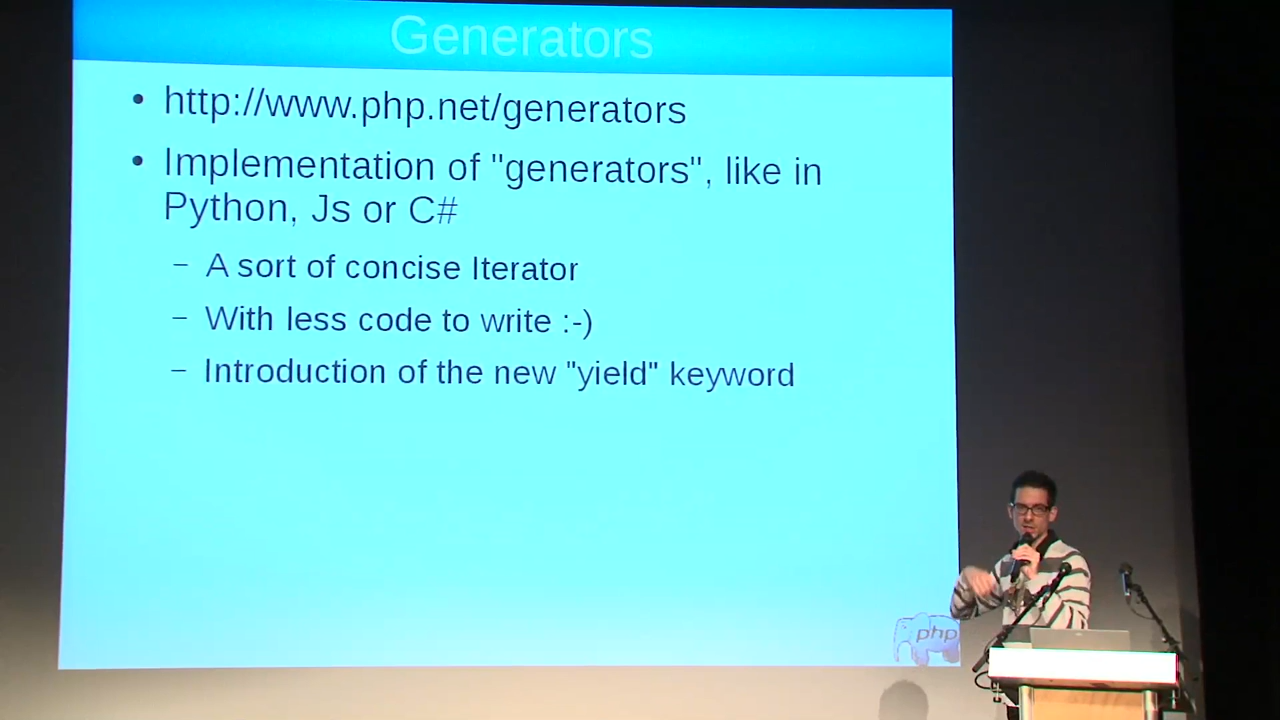 Generators
• http://www.php.net/generators
• Implementation of "generators", like in
Python, Js or C#
– A sort of concise Iterator
– With less code to write :-)
– Introduction of the new "yield" keyword
php